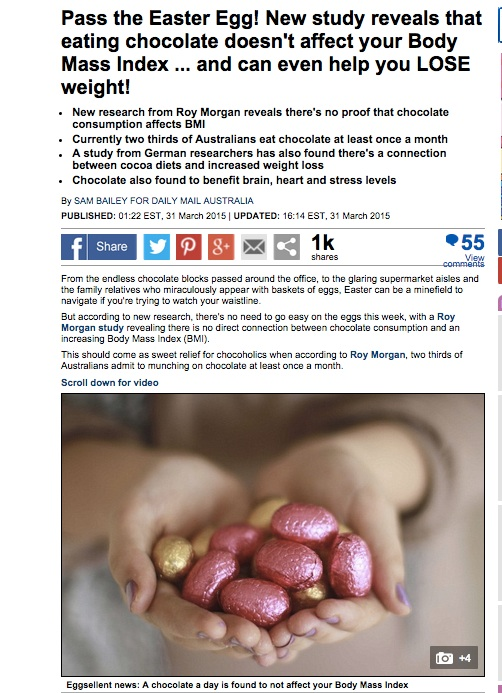 Pass the Easter Egg! New study reveals that
eating chocolate doesn't affect your Body
Mass Index ... and can even help you LOSE
weight!
• New research from Roy Morgan reveals there's no proof that chocolate
consumption affects BMI
• Currently two thirds of Australians eat chocolate at least once a month
• A study from German researchers has also found there's a connection
between cocoa diets and increased weight loss
• Chocolate also found to benefit brain, heart and stress levels
By SAM BAILEY FOR DAILY MAIL AUSTRALIA
PUBLISHED: 01:22 EST, 31 March 2015 | UPDATED: 16:14 EST, 31 March 2015
f Share
g+
1k
shares
55
View
comments
From the endless chocolate blocks passed around the office, to the glaring supermarket aisles and
the family relatives who miraculously appear with baskets of eggs, Easter can be a minefield to
navigate if you're trying to watch your waistline.
But according to new research, there's no need to go easy on the eggs this week, with a Roy
Morgan study revealing there is no direct connection between chocolate consumption and an
increasing Body Mass Index (BMI).
This should come as sweet relief for chocoholics when according to Roy Morgan, two thirds of
Australians admit to munching on chocolate at least once a month.
Scroll down for video
+4
Eggsellent news: A chocolate a day is found to not affect your Body Mass Index